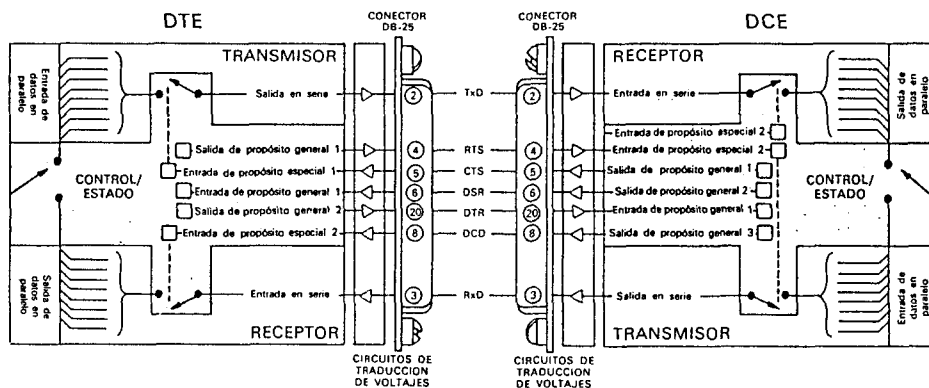 DTE
CONECTOR
DB-25
CONECTOR
DB-25
DCE
TRANSMISOR
RECEPTOR
Entrada de
datos en
paralelo
Salida en serie
2
TxD
2
Entrada en serie
Salida de
datos en
paralelo
Entrada de propósito especial 2
Salida de propósito general 1
4
RTS
4
Entrada de propósito especial 2
Entrada de propósito especial 1
5
CTS
5
Salida de propósito general 1
CONTROL/
ESTADO
Entrada de propósito general 1
6
DSR
6
Salida de propósito general 2
CONTROL/
ESTADO
Salida de propósito general 2
20
DTR
20
Entrada de propósito general 1
Entrada de propósito especial 2
8
DCD
8
Salida de propósito general 3
Salida de
datos en
paralelo
Entrada en serie
3
RxD
3
Salida en serie
Entrada de
datos en
paralelo
RECEPTOR
TRANSMISOR
CIRCUITOS DE
TRADUCCION
DE VOLTAJES
CIRCUITOS DE
TRADUCCION
DE VOLTAJES